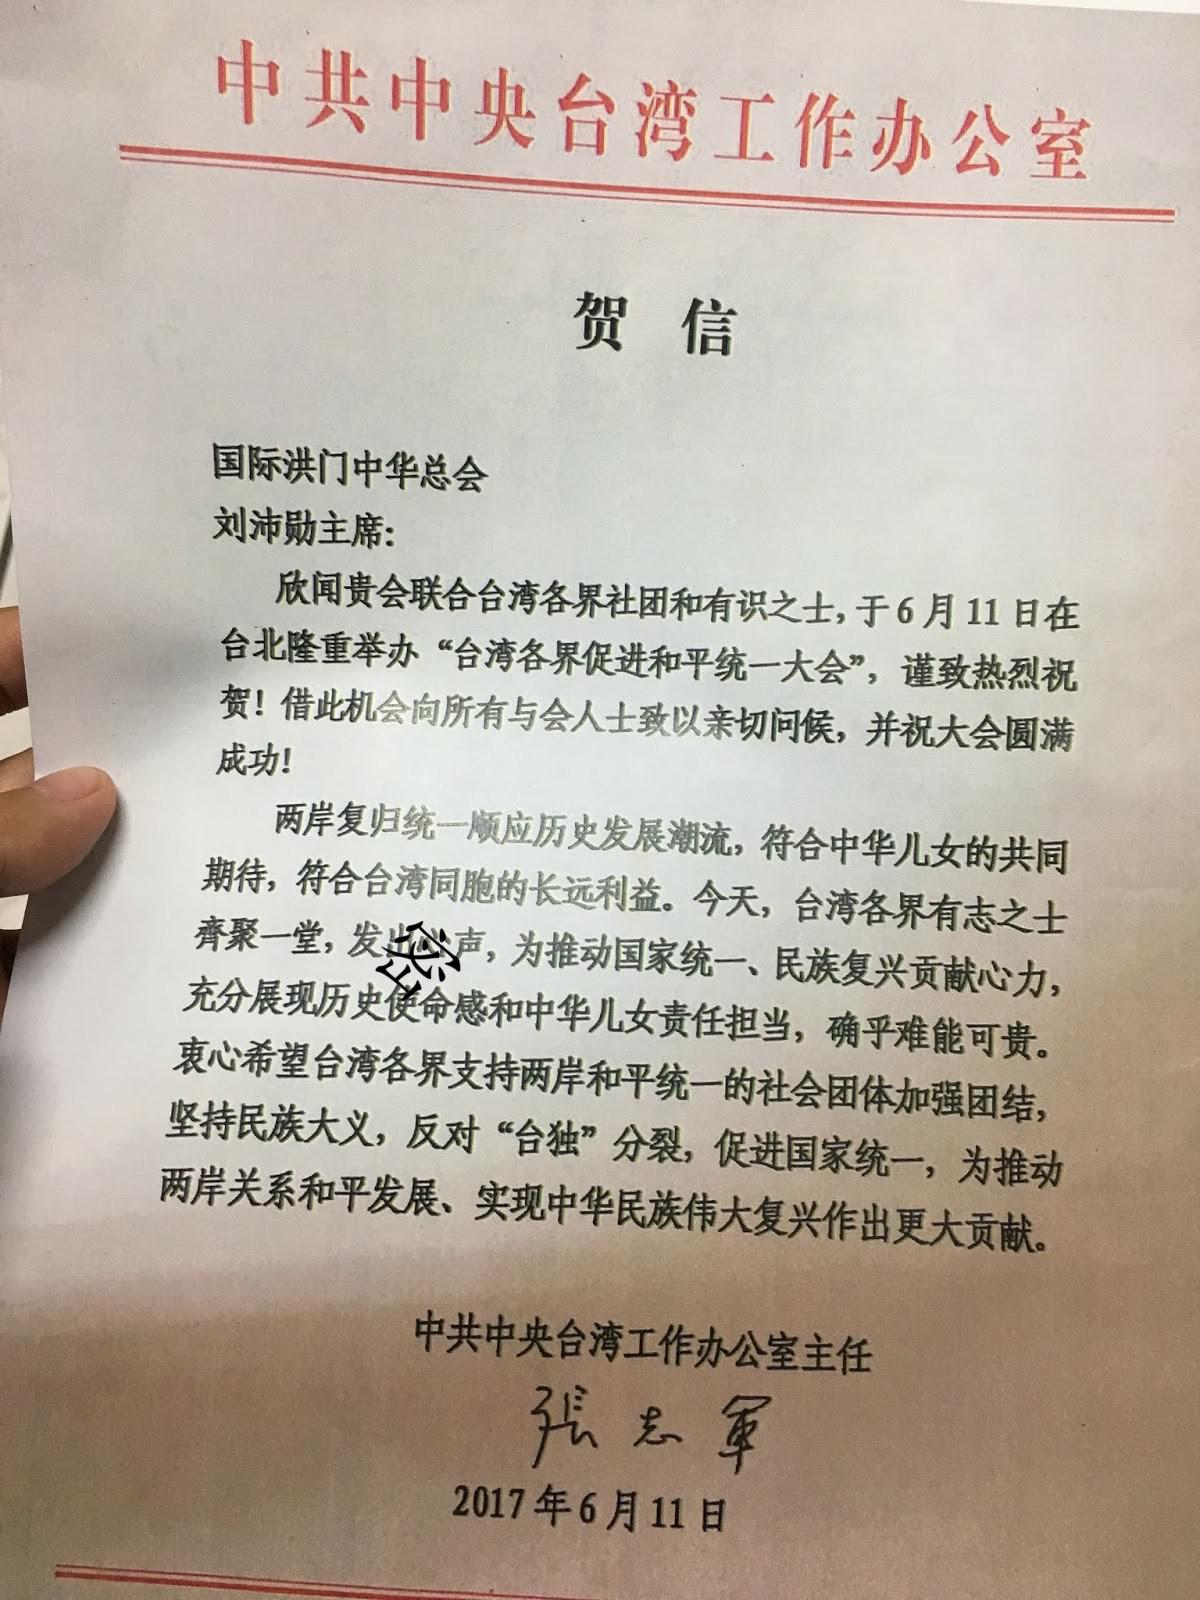 中共中央台湾工作办公室
贺 信
国际洪门中华总会
刘沛勋主席：
欣闻贵会联合台湾各界社团和有识之士，于6月11日在
台北隆重举办“台湾各界促进和平统一大会”，谨致热烈祝
贺！借此机会向所有与会人士致以亲切问候，并祝大会圆满
成功！
两岸复归统一顺应历史发展潮流，符合中华儿女的共同
期待，符合台湾同胞的长远利益。今天，台湾各界有志之士
齐聚一堂，发出声，为推动国家统一、民族复兴贡献心力，
充分展现历史使命感和中华儿女责任担当，确乎难能可贵。
衷心希望台湾各界支持两岸和平统一的社会团体加强团结，
坚持民族大义，反对“台独”分裂，促进国家统一，为推动
两岸关系和平发展、实现中华民族伟大复兴作出更大贡献。
中共中央台湾工作办公室主任
張志軍
2017年6月11日